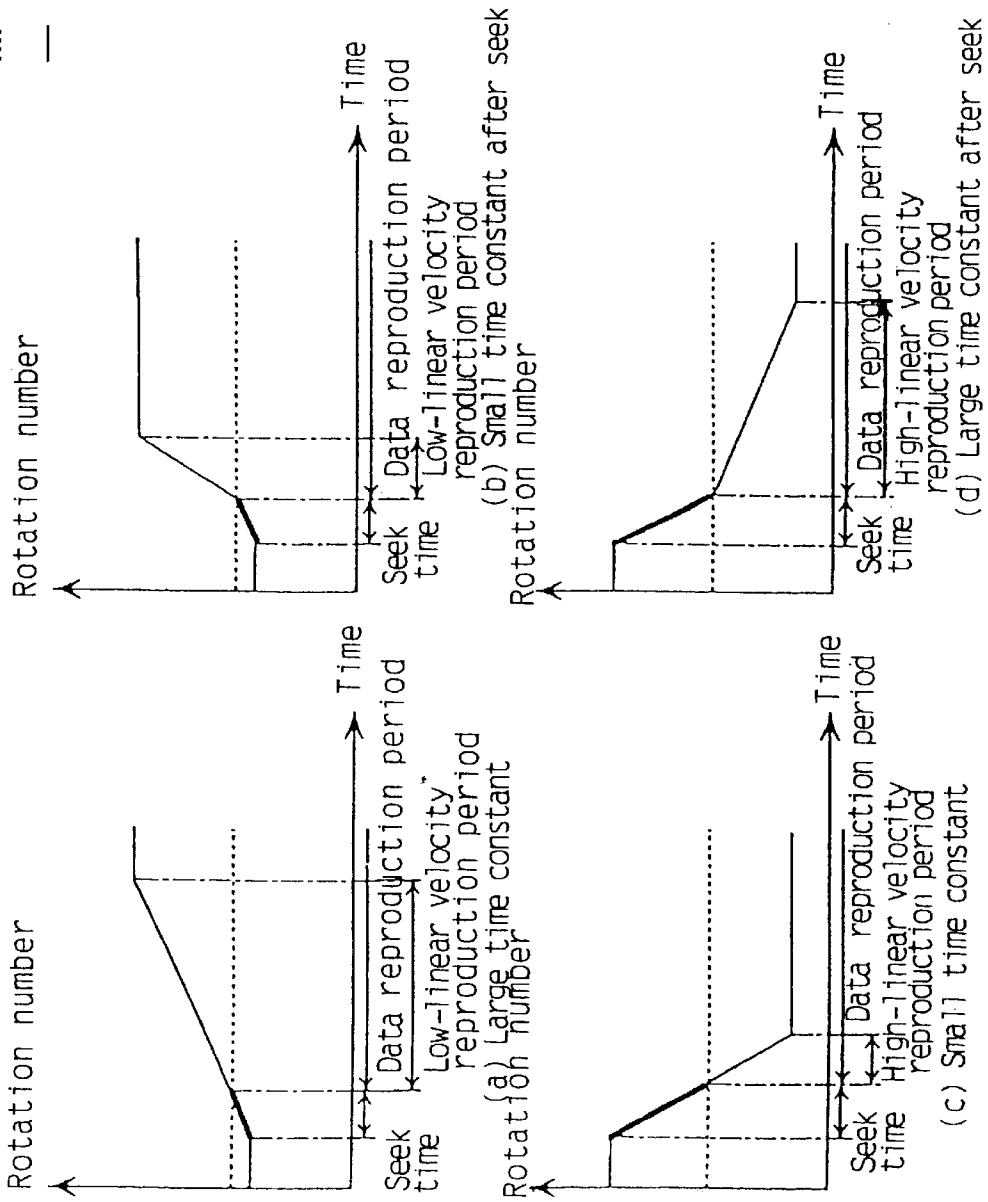 Rotation number
Time
Seek
time
Data reproduction period
Low-linear velocity
reproduction period
(a) Large time constant
Rotation number
Time
Seek
time
Data reproduction period
Low-linear velocity
reproduction period
(b) Small time constant after seek
Rotation number
Time
Seek
time
Data reproduction period
High-linear velocity
reproduction period
(c) Small time constant
Rotation number
Time
Seek
time
Data reproduction period
High-linear velocity
reproduction period
(d) Large time constant after seek